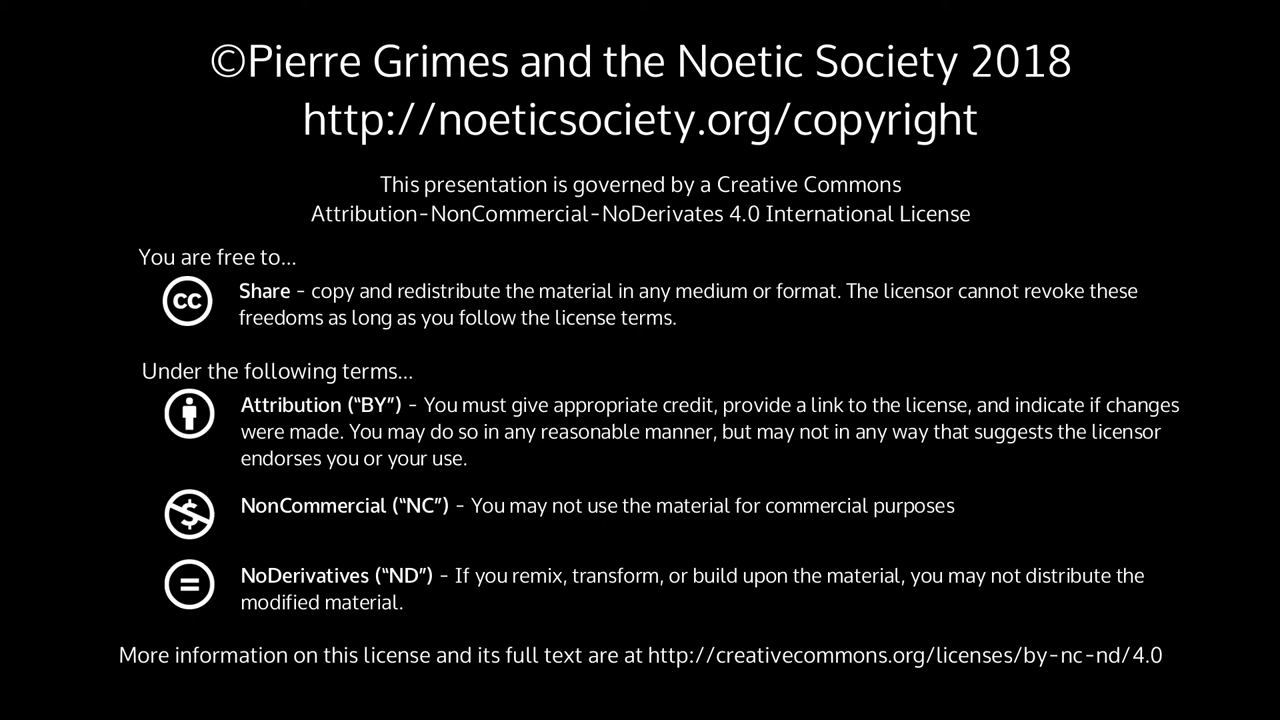 ©Pierre Grimes and the Noetic Society 2018
http://noeticsociety.org/copyright
This presentation is governed by a Creative Commons
Attribution-NonCommercial-NoDerivates 4.0 International License
You are free to...
cc
Share - copy and redistribute the material in any medium or format. The licensor cannot revoke these
freedoms as long as you follow the license terms.
Under the following terms...
Attribution (“BY”) - You must give appropriate credit, provide a link to the license, and indicate if changes
were made. You may do so in any reasonable manner, but may not in any way that suggests the licensor
endorses you or your use.
NonCommercial (“NC”) - You may not use the material for commercial purposes
NoDerivatives (“ND”) - If you remix, transform, or build upon the material, you may not distribute the
modified material.
More information on this license and its full text are at http://creativecommons.org/licenses/by-nc-nd/4.0